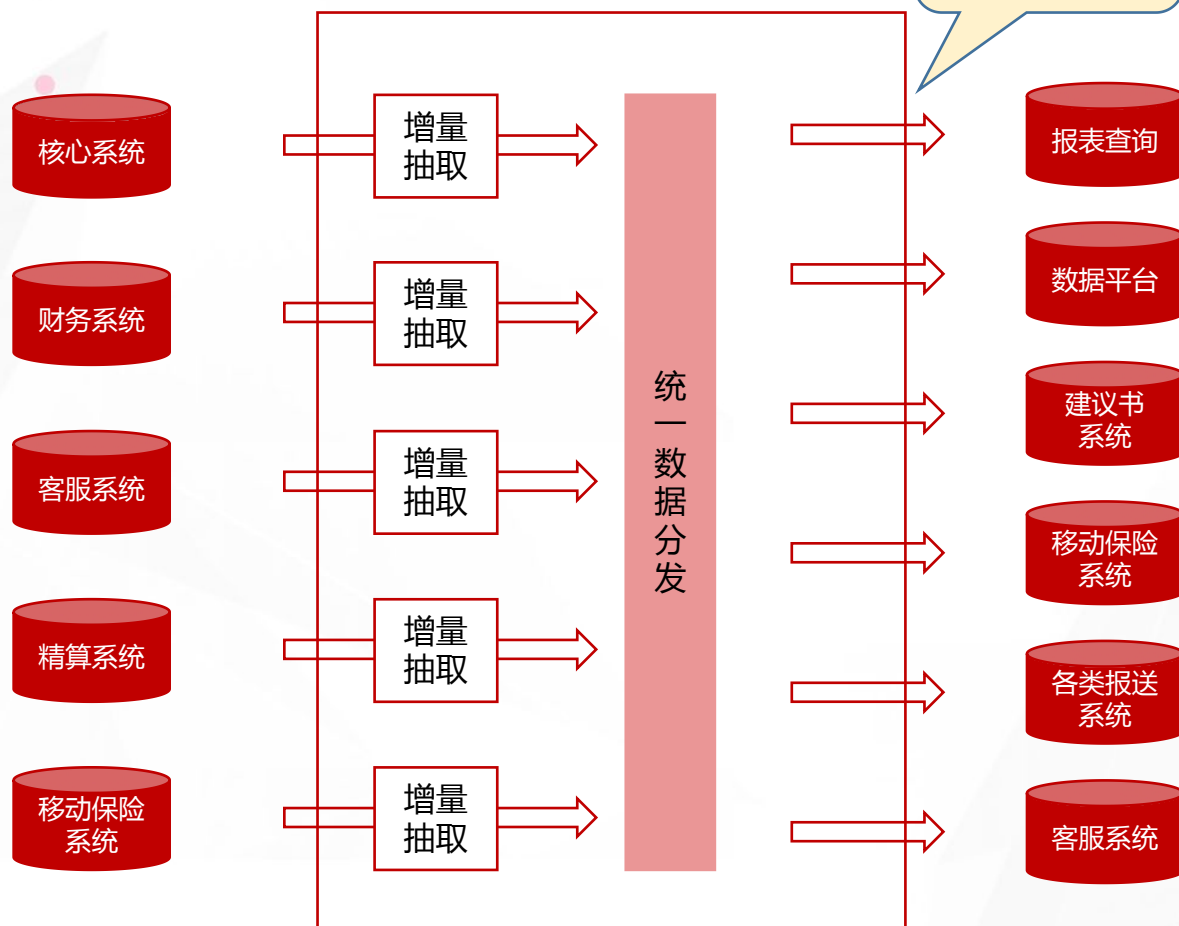 核心系统
增量
抽取
报表查询
财务系统
增量
抽取
数据平台
客服系统
增量
抽取
统一数据分发
建议书
系统
精算系统
增量
抽取
移动保险
系统
移动保险
系统
增量
抽取
各类报送
系统
客服系统